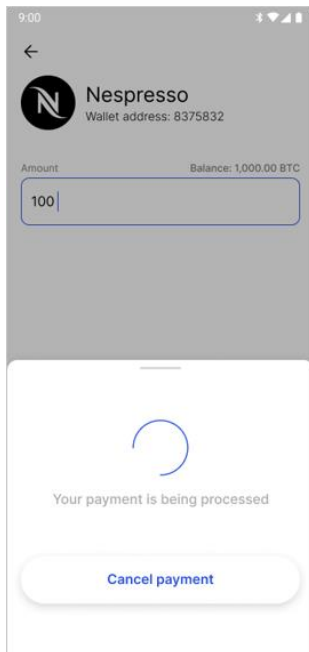 9:00
Nespresso
Wallet address: 8375832
Amount Balance: 1,000.00 BTC
100
Your payment is being processed
Cancel payment